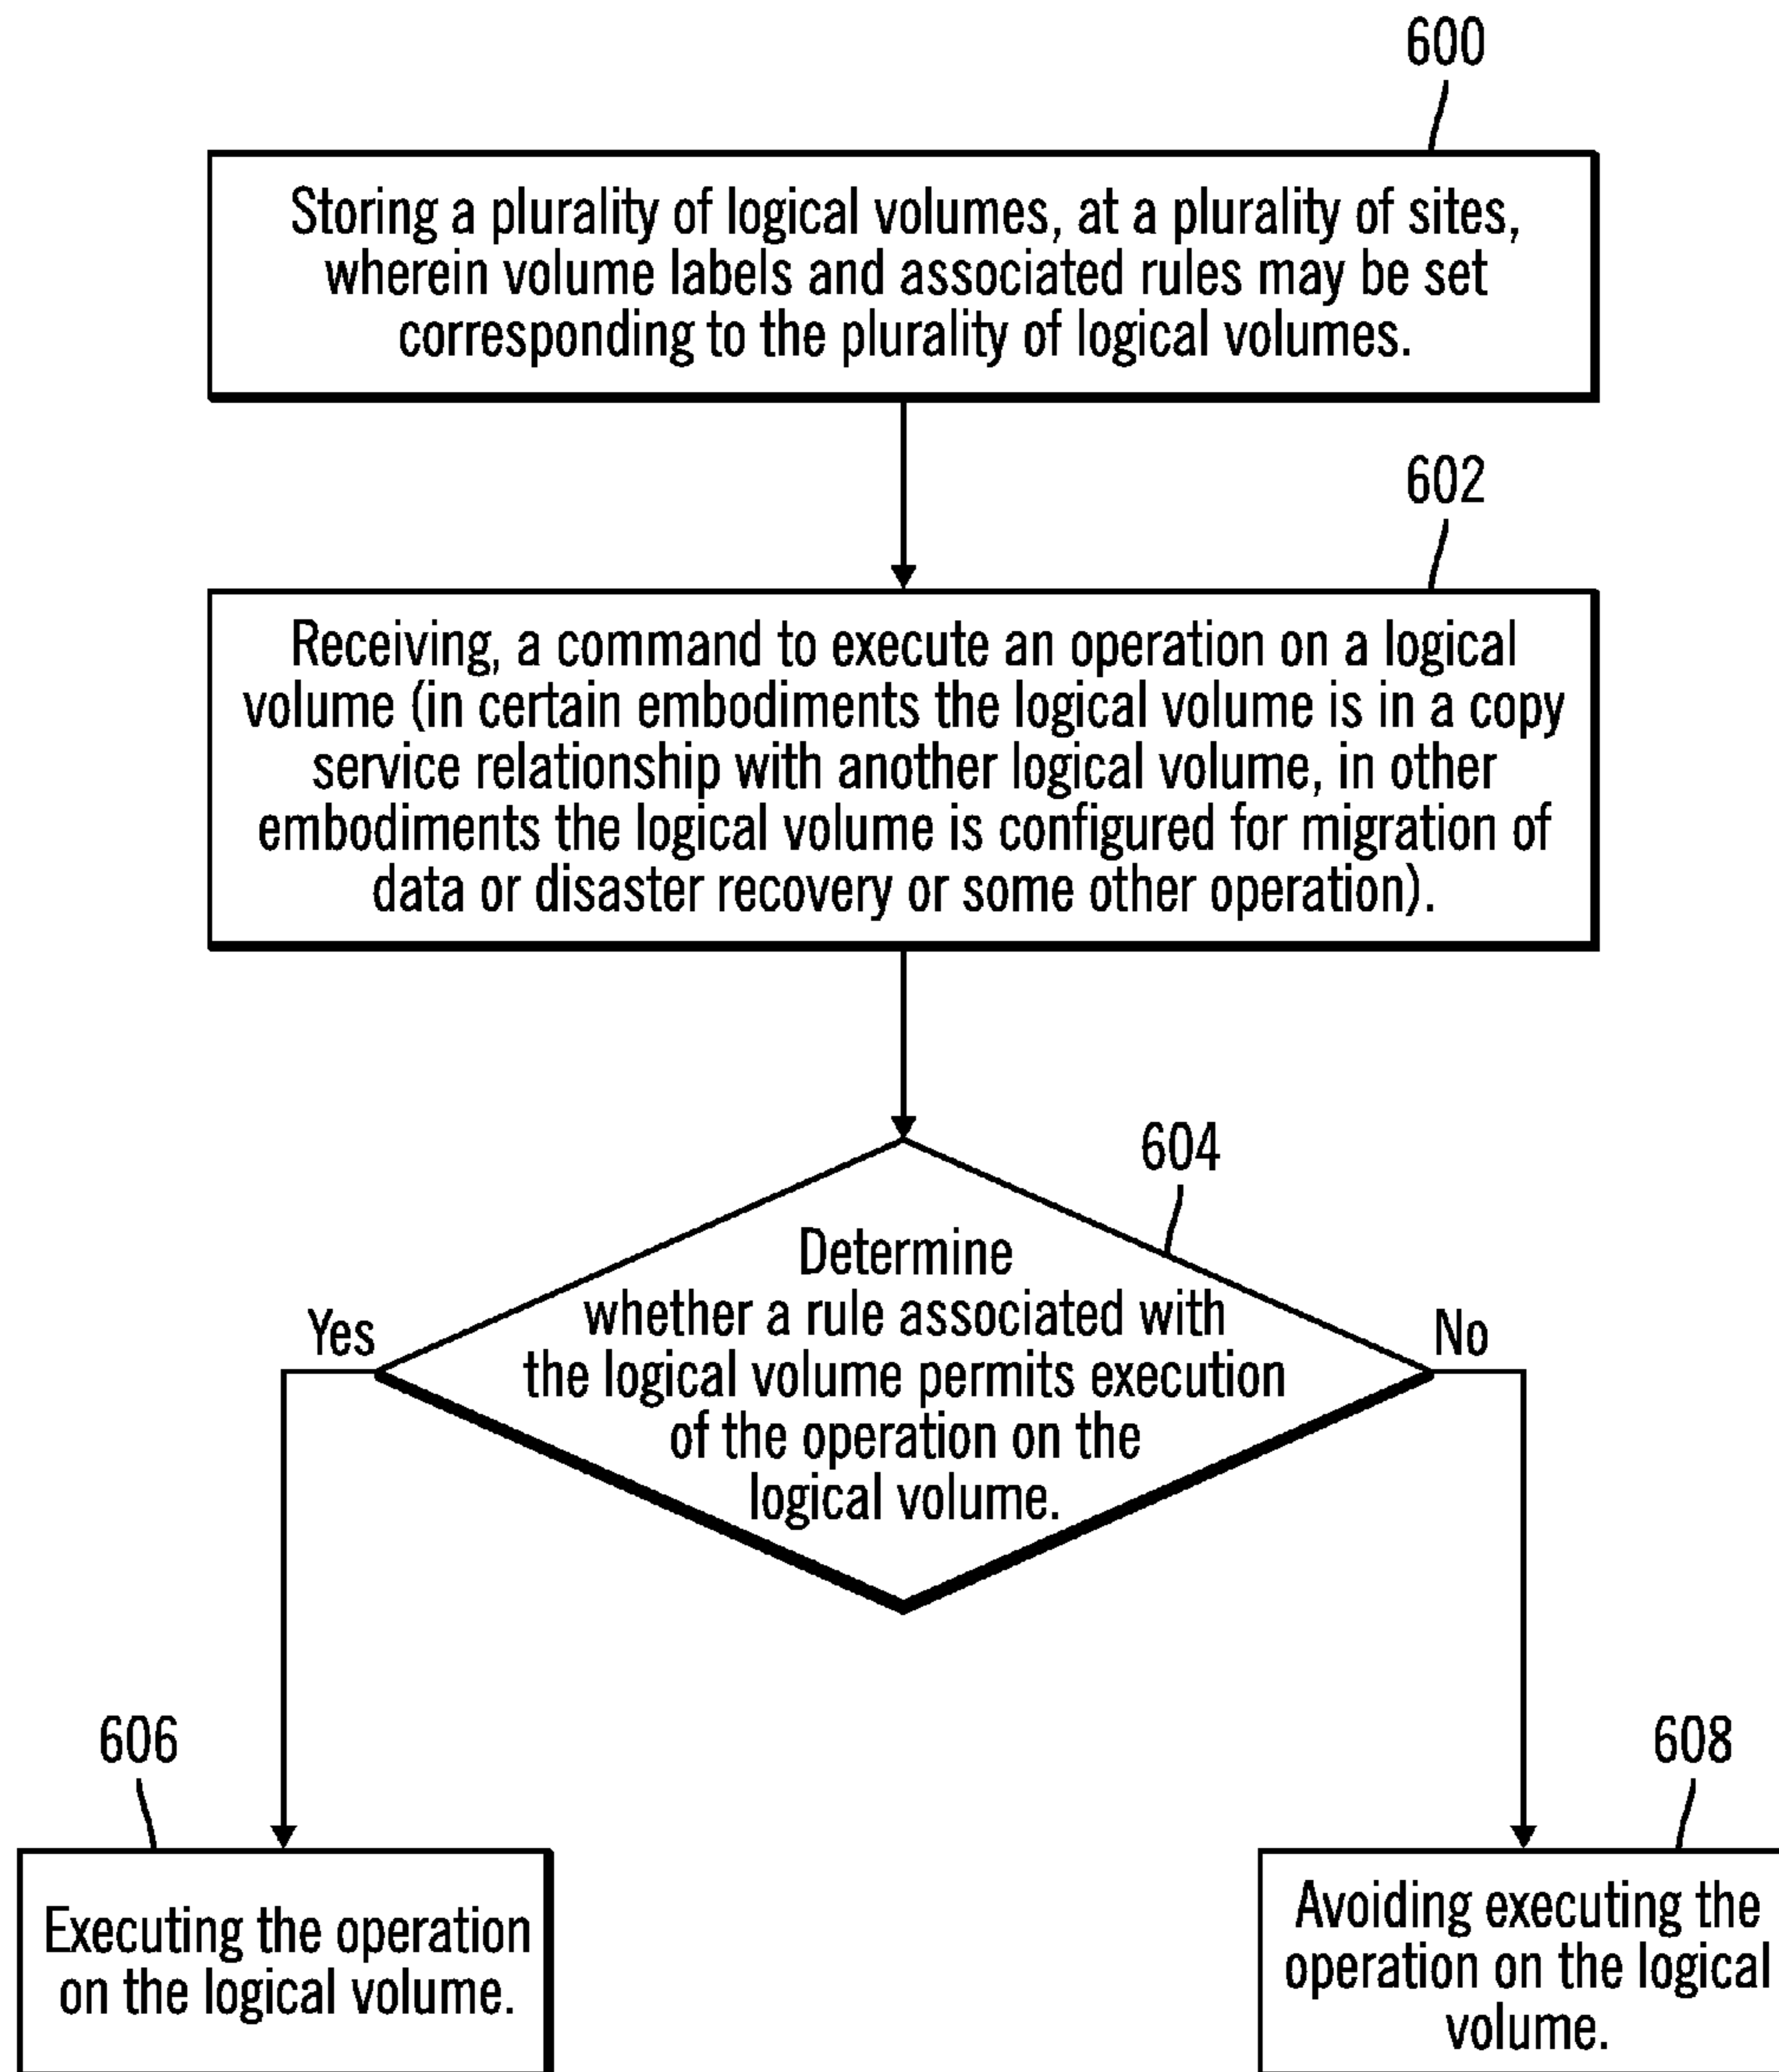 600
Storing a plurality of logical volumes, at a plurality of sites,
wherein volume labels and associated rules may be set
corresponding to the plurality of logical volumes.
602
Receiving, a command to execute an operation on a logical
volume (in certain embodiments the logical volume is in a copy
service relationship with another logical volume, in other
embodiments the logical volume is configured for migration of
data or disaster recovery or some other operation).
604
Determine
whether a rule associated with
the logical volume permits execution
of the operation on the
logical volume.
Yes
No
606
Executing the operation
on the logical volume.
608
Avoiding executing the
operation on the logical
volume.